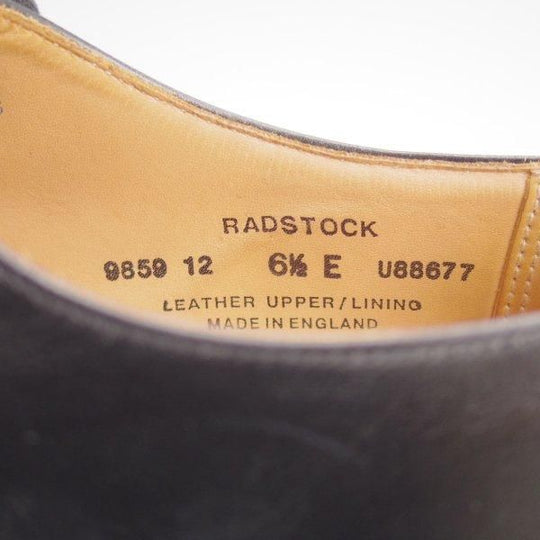 RADSTOCK
9859 12 6½ E U88677
LEATHER UPPER/LINING
MADE IN ENGLAND